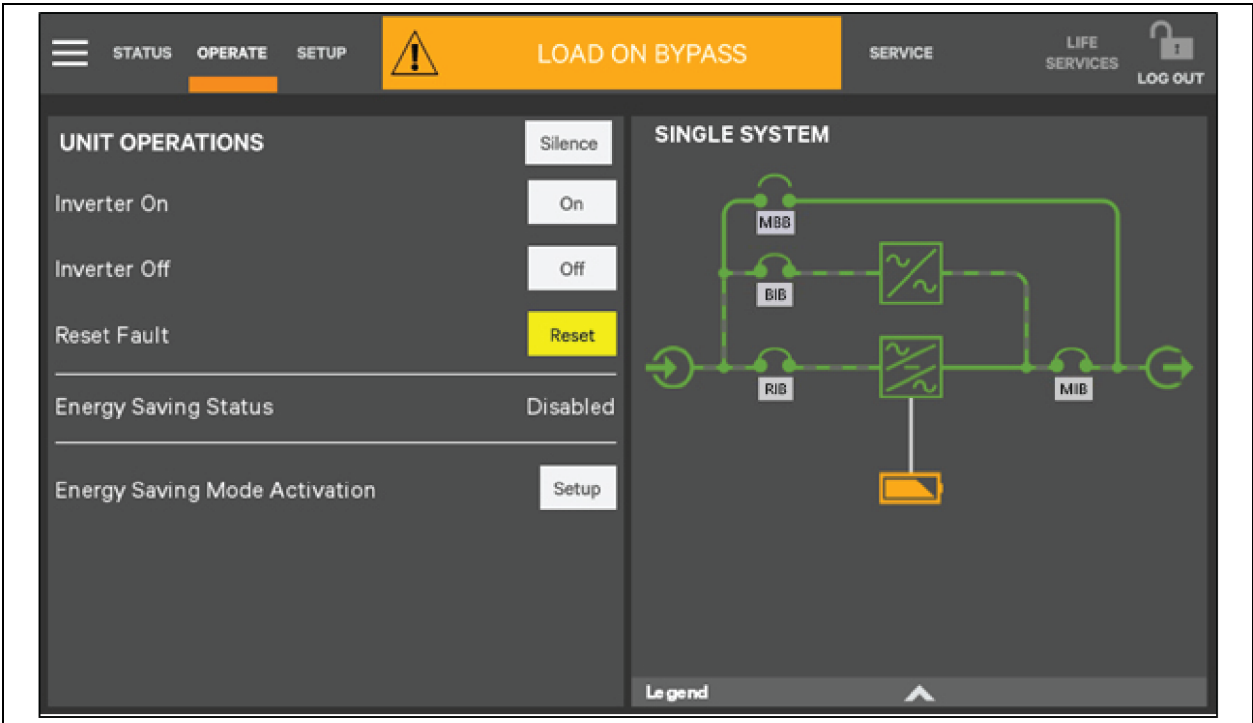 STATUS OPERATE SETUP LOAD ON BYPASS SERVICE LIFE
SERVICES
LOG OUT
UNIT OPERATIONS Silence
Inverter On On
Inverter Off Off
Reset Fault Reset
Energy Saving Status Disabled
Energy Saving Mode Activation Setup
SINGLE SYSTEM
MBB
BIB
RIB MIB
Legend